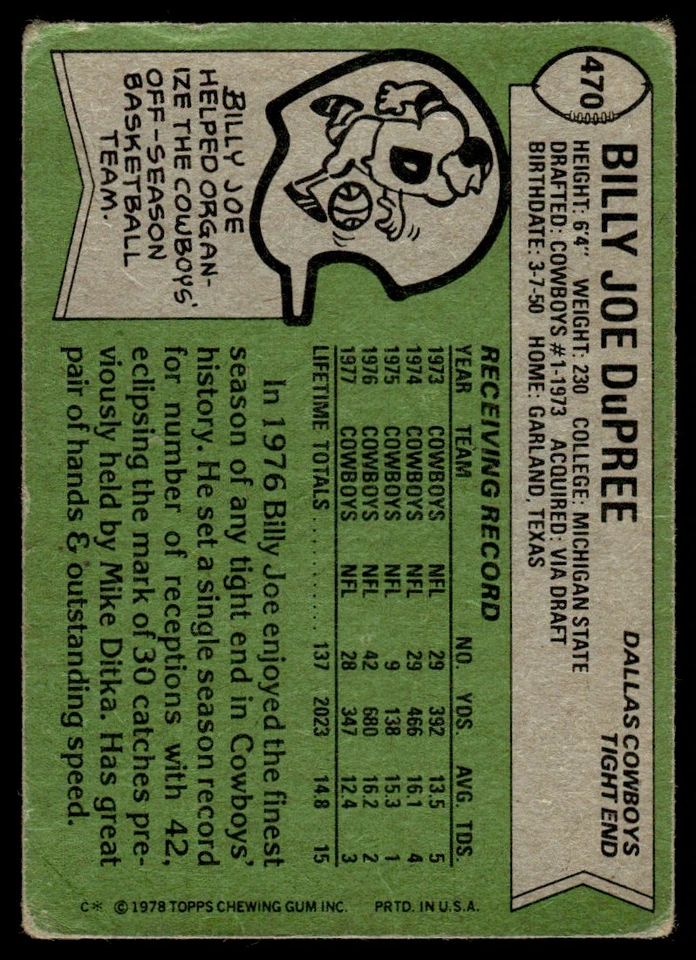 470
BILLY JOE DuPREE
DALLAS COWBOYS
TIGHT END
HEIGHT: 6'4" WEIGHT: 230 COLLEGE: MICHIGAN STATE
DRAFTED: COWBOYS #1-1973 ACQUIRED: VIA DRAFT
BIRTHDATE: 3-7-50 HOME: GARLAND, TEXAS
D
BILLY JOE
HELPED ORGAN-
IZE THE COWBOYS'
OFF-SEASON
BASKETBALL
TEAM.
RECEIVING RECORD
YEAR TEAM NO. YDS. AVG. TDS.
1973 COWBOYS NFL 29 392 13.5 5
1974 COWBOYS NFL 29 466 16.1 4
1975 COWBOYS NFL 9 138 15.3 1
1976 COWBOYS NFL 42 680 16.2 2
1977 COWBOYS NFL 28 347 12.4 3
LIFETIME TOTALS .......... 137 2023 14.8 15
In 1976 Billy Joe enjoyed the finest
season of any tight end in Cowboys'
history. He set a single season record
for number of receptions with 42,
eclipsing the mark of 30 catches pre-
viously held by Mike Ditka. Has great
pair of hands & outstanding speed.
C* © 1978 TOPPS CHEWING GUM INC. PRTD. IN U.S.A.